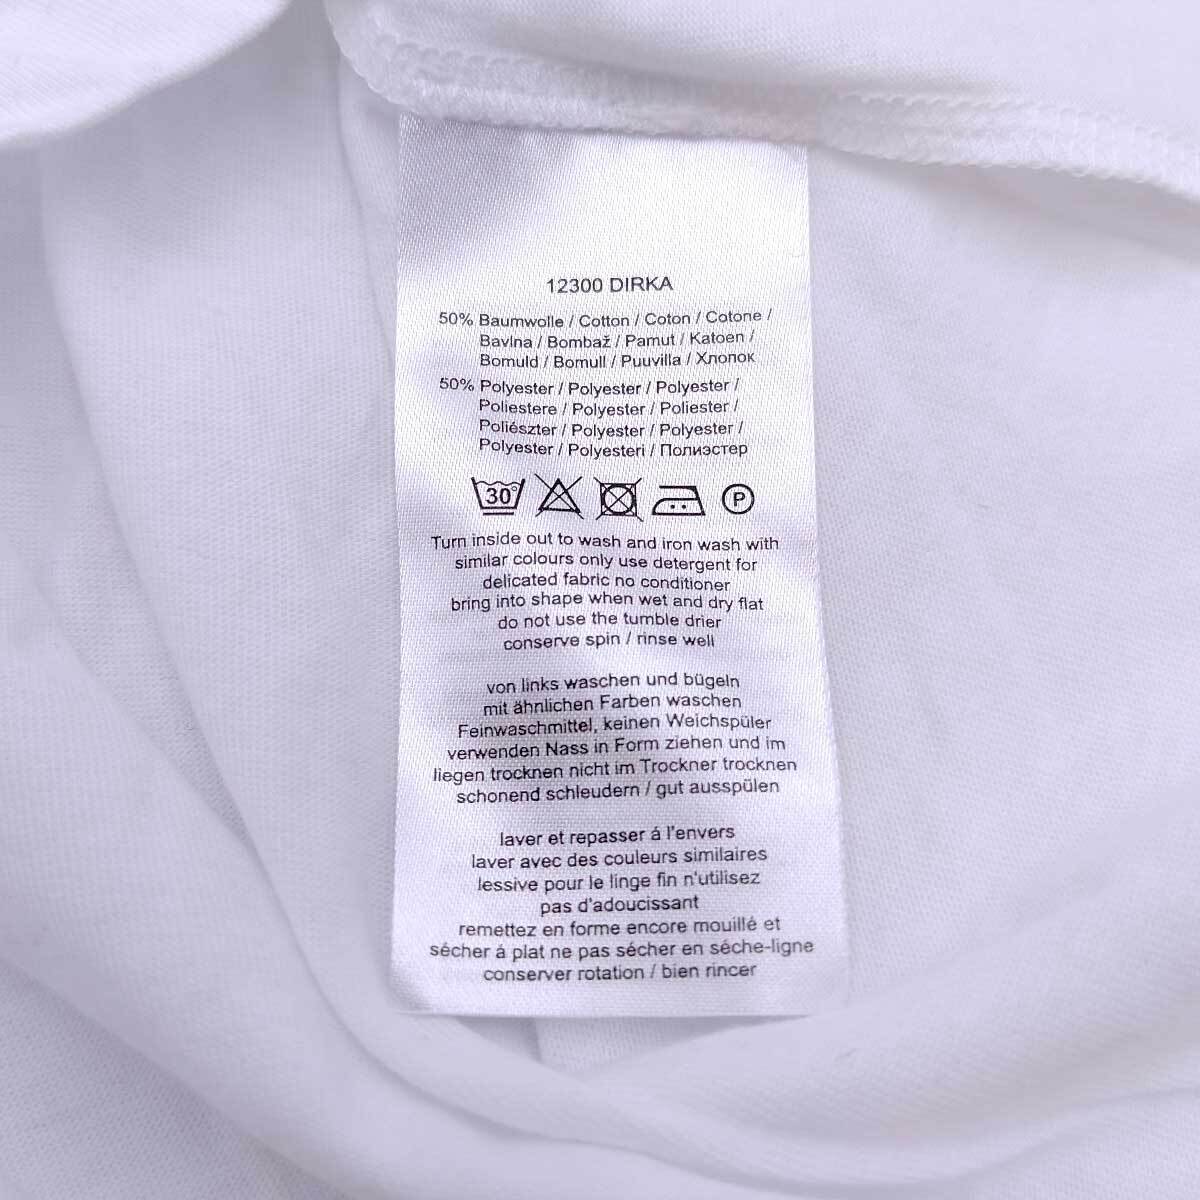 12300 DIRKA
50% Baumwolle / Cotton / Coton / Cotone /
Bavlna / Bombaž / Pamut / Katoen /
Bomuld / Bomull / Puuvilla / Хлопок
50% Polyester / Polyester / Polyester /
Poliestere / Polyester / Poliester /
Poliészter / Polyester / Polyester /
Polyester / Polyesteri / Полиэстер
30° P
Turn inside out to wash and iron wash with
similar colours only use detergent for
delicated fabric no conditioner
bring into shape when wet and dry flat
do not use the tumble drier
conserve spin / rinse well
von links waschen und bügeln
mit ähnlichen Farben waschen
Feinwaschmittel, keinen Weichspüler
verwenden Nass in Form ziehen und im
liegen trocknen nicht im Trockner trocknen
schonend schleudern / gut ausspülen
laver et repasser á l'envers
laver avec des couleurs similaires
lessive pour le linge fin n'utilisez
pas d'adoucissant
remettez en forme encore mouillé et
sécher á plat ne pas sécher en séche-ligne
conserver rotation / bien rincer